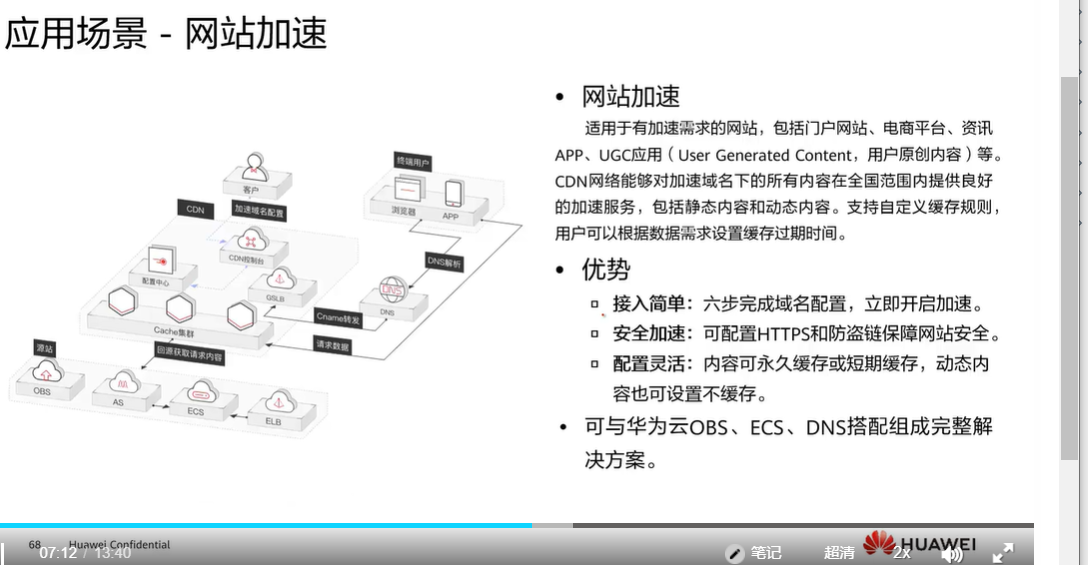 应用场景 - 网站加速
• 网站加速
适用于有加速需求的网站，包括门户网站、电商平台、资讯
APP、UGC应用（User Generated Content，用户原创内容）等。
CDN网络能够对加速域名下的所有内容在全国范围内提供良好
的加速服务，包括静态内容和动态内容。支持自定义缓存规则，
用户可以根据数据需求设置缓存过期时间。
• 优势
▫ 接入简单：六步完成域名配置，立即开启加速。
▫ 安全加速：可配置HTTPS和防盗链保障网站安全。
▫ 配置灵活：内容可永久缓存或短期缓存，动态内
容也可设置不缓存。
• 可与华为云OBS、ECS、DNS搭配组成完整解
决方案。
客户
终端用户
浏览器
APP
CDN
加速域名配置
CDN控制台
配置中心
GSLB
DNS解析
DNS
DNS
Cname转发
请求数据
Cache集群
回源获取请求内容
源站
OBS
AS
ECS
ELB
68
Huawei Confidential
HUAWEI
07:12 / 13:40
笔记
超清
2x